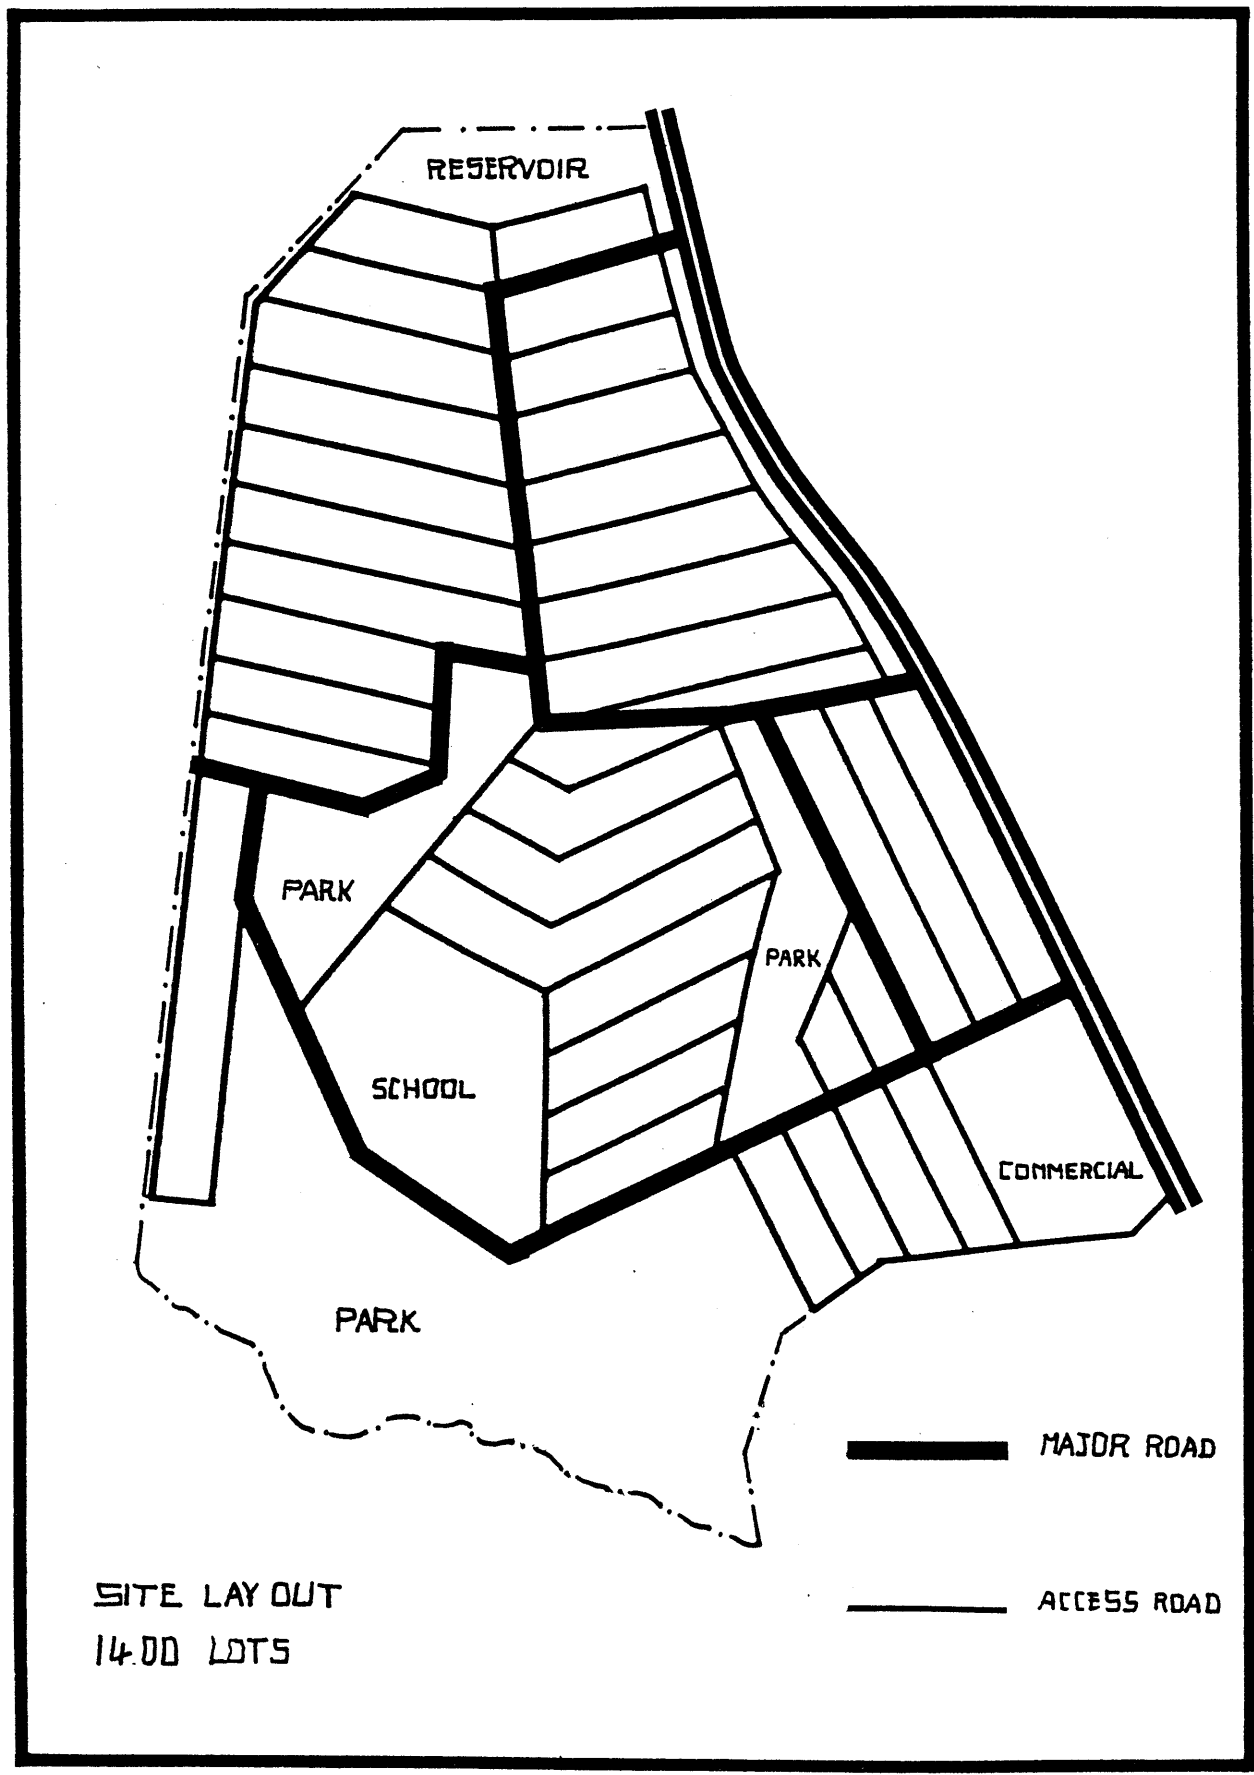 RESERVOIR
PARK
PARK
SCHOOL
COMMERCIAL
PARK
MAJOR ROAD
SITE LAY OUT
ACCESS ROAD
14.00 LOTS